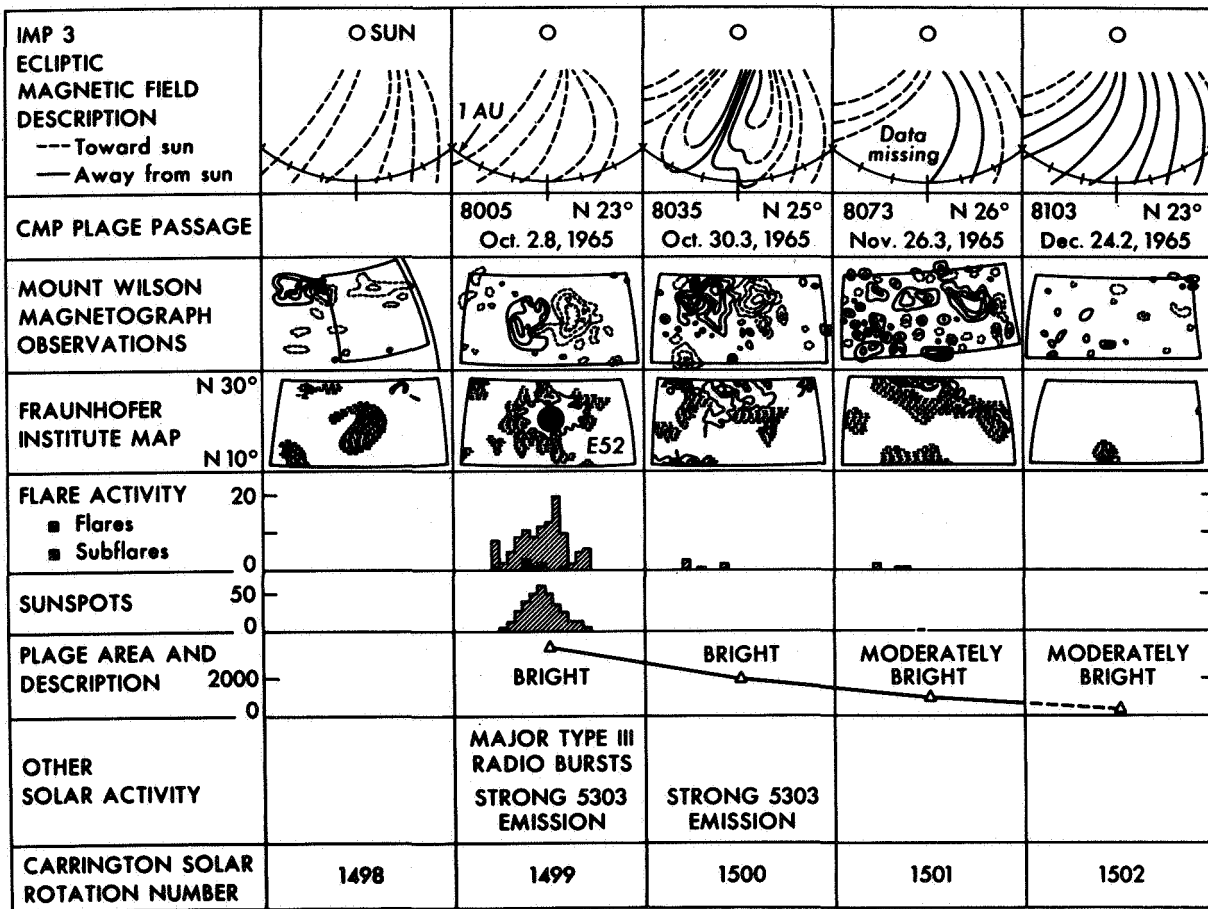 IMP 3
ECLIPTIC
MAGNETIC FIELD
DESCRIPTION
--- Toward sun
— Away from sun
SUN
1 AU
Data
missing
CMP PLAGE PASSAGE
8005 N 23°
Oct. 2.8, 1965
8035 N 25°
Oct. 30.3, 1965
8073 N 26°
Nov. 26.3, 1965
8103 N 23°
Dec. 24.2, 1965
MOUNT WILSON
MAGNETOGRAPH
OBSERVATIONS
FRAUNHOFER
INSTITUTE MAP
N 30°
N 10°
E52
FLARE ACTIVITY
Flares
Subflares
20
0
SUNSPOTS
50
0
PLAGE AREA AND
DESCRIPTION
2000
0
BRIGHT
BRIGHT
MODERATELY
BRIGHT
MODERATELY
BRIGHT
OTHER
SOLAR ACTIVITY
MAJOR TYPE III
RADIO BURSTS
STRONG 5303
EMISSION
STRONG 5303
EMISSION
CARRINGTON SOLAR
ROTATION NUMBER
1498
1499
1500
1501
1502